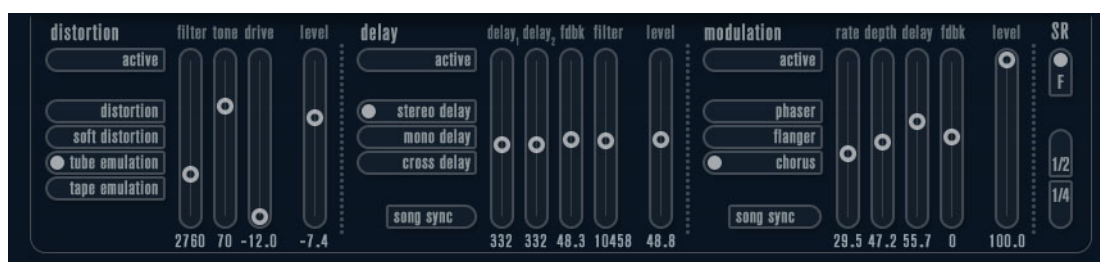 distortion filter tone drive level delay delay1 delay2 fdbk filter level modulation rate depth delay fdbk level SR
active active active
F
distortion stereo delay phaser
soft distortion mono delay flanger
tube emulation cross delay chorus 1/2
tape emulation 1/4
song sync song sync
2760 70 -12.0 -7.4 332 332 48.3 10458 48.8 29.5 47.2 55.7 0 100.0